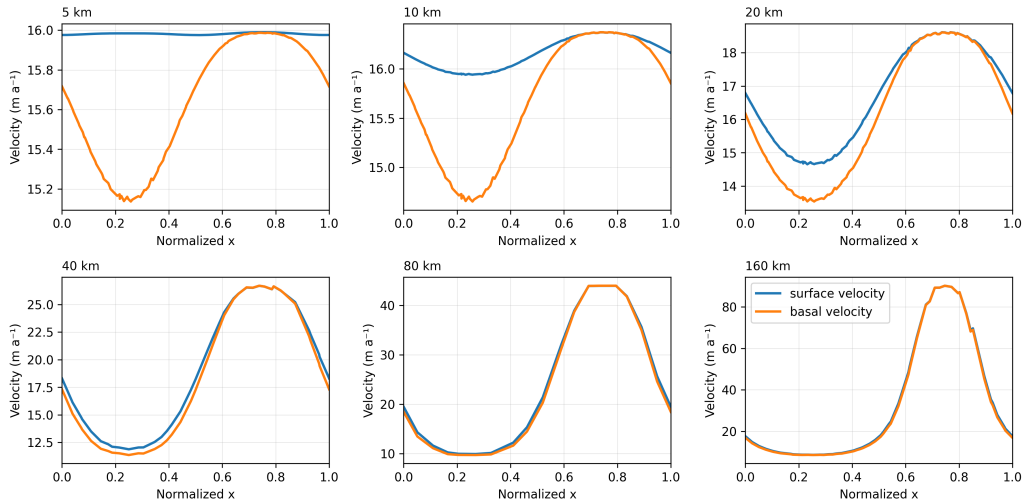 5 km
16.0
15.8
15.6
15.4
15.2
Velocity (m a⁻¹)
0.0 0.2 0.4 0.6 0.8 1.0
Normalized x
10 km
16.0
15.5
15.0
Velocity (m a⁻¹)
0.0 0.2 0.4 0.6 0.8 1.0
Normalized x
20 km
18
17
16
15
14
Velocity (m a⁻¹)
0.0 0.2 0.4 0.6 0.8 1.0
Normalized x
40 km
25.0
22.5
20.0
17.5
15.0
12.5
Velocity (m a⁻¹)
0.0 0.2 0.4 0.6 0.8 1.0
Normalized x
80 km
40
30
20
10
Velocity (m a⁻¹)
0.0 0.2 0.4 0.6 0.8 1.0
Normalized x
160 km
surface velocity
basal velocity
80
60
40
20
Velocity (m a⁻¹)
0.0 0.2 0.4 0.6 0.8 1.0
Normalized x